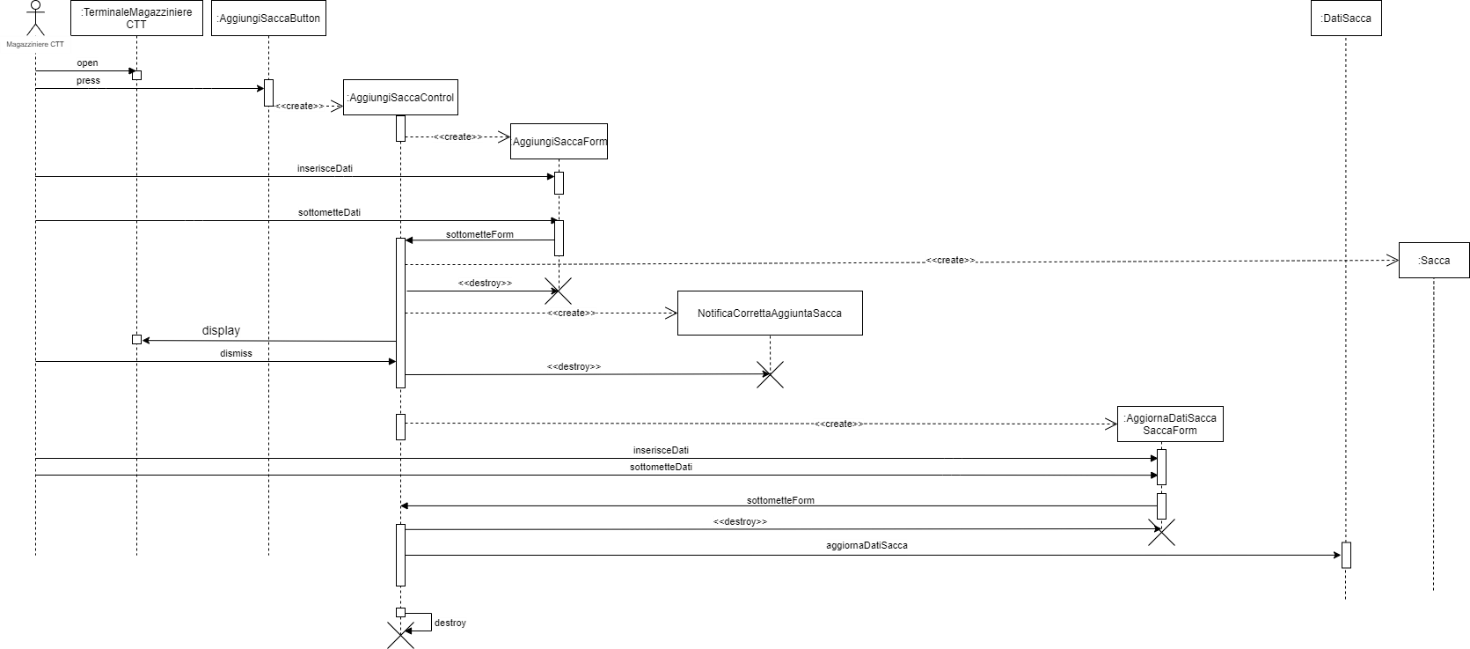 :TerminaleMagazziniere
CTT
:AggiungiSaccaButton
:DatiSacca
Magazziniere CTT
open
press
<<create>>
:AggiungiSaccaControl
<<create>>
AggiungiSaccaForm
inserisceDati
sottometteDati
sottometteForm
<<create>>
:Sacca
<<destroy>>
<<create>>
NotificaCorrettaAggiuntaSacca
display
dismiss
<<destroy>>
<<create>>
:AggiornaDatiSacca
SaccaForm
inserisceDati
sottometteDati
sottometteForm
<<destroy>>
aggiornaDatiSacca
destroy